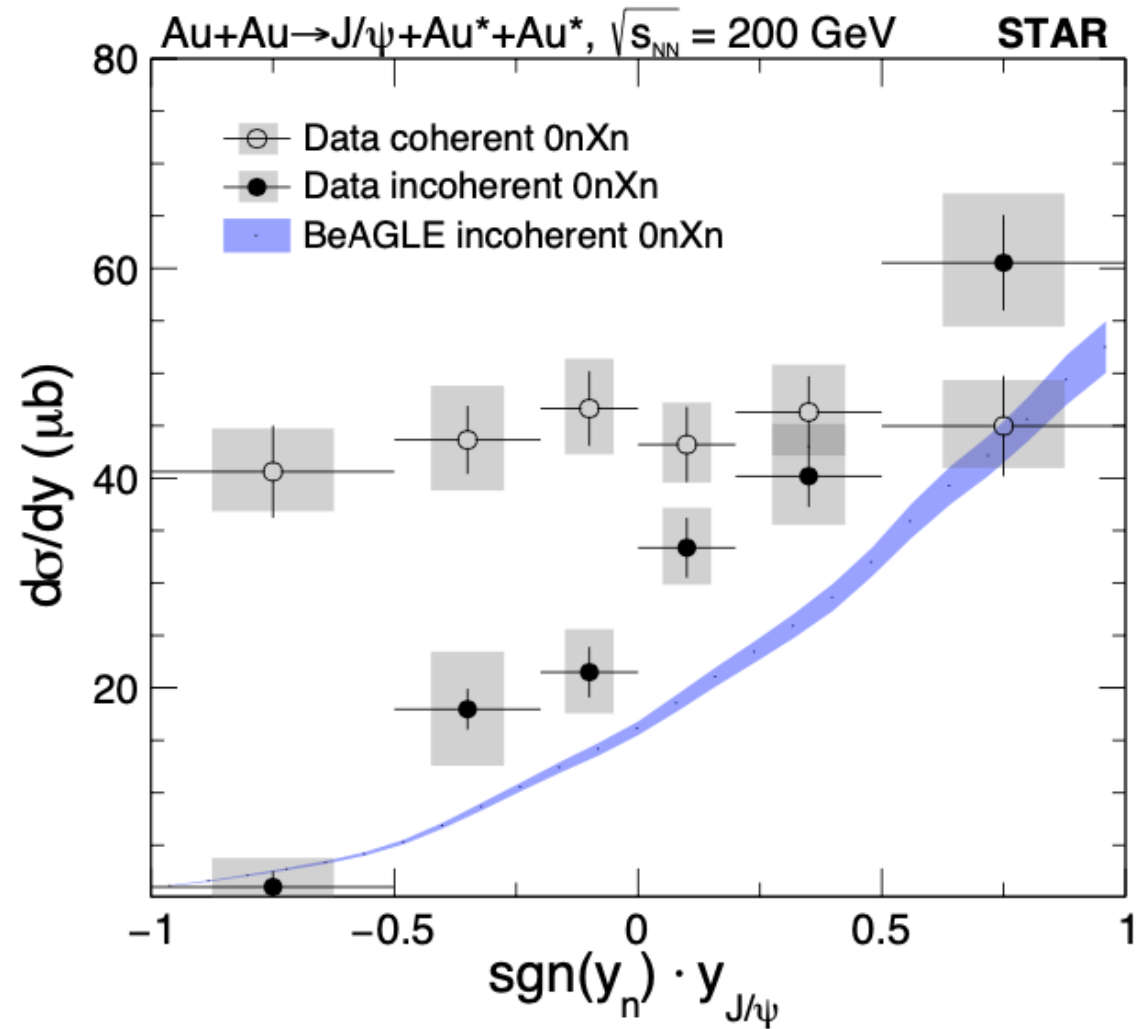 Au+Au→J/ψ+Au*+Au*, √s_NN = 200 GeV STAR
80
Data coherent 0nXn
Data incoherent 0nXn
BeAGLE incoherent 0nXn
60
40
20
dσ/dy (μb)
−1 −0.5 0 0.5 1
sgn(y_n) · y_J/ψ